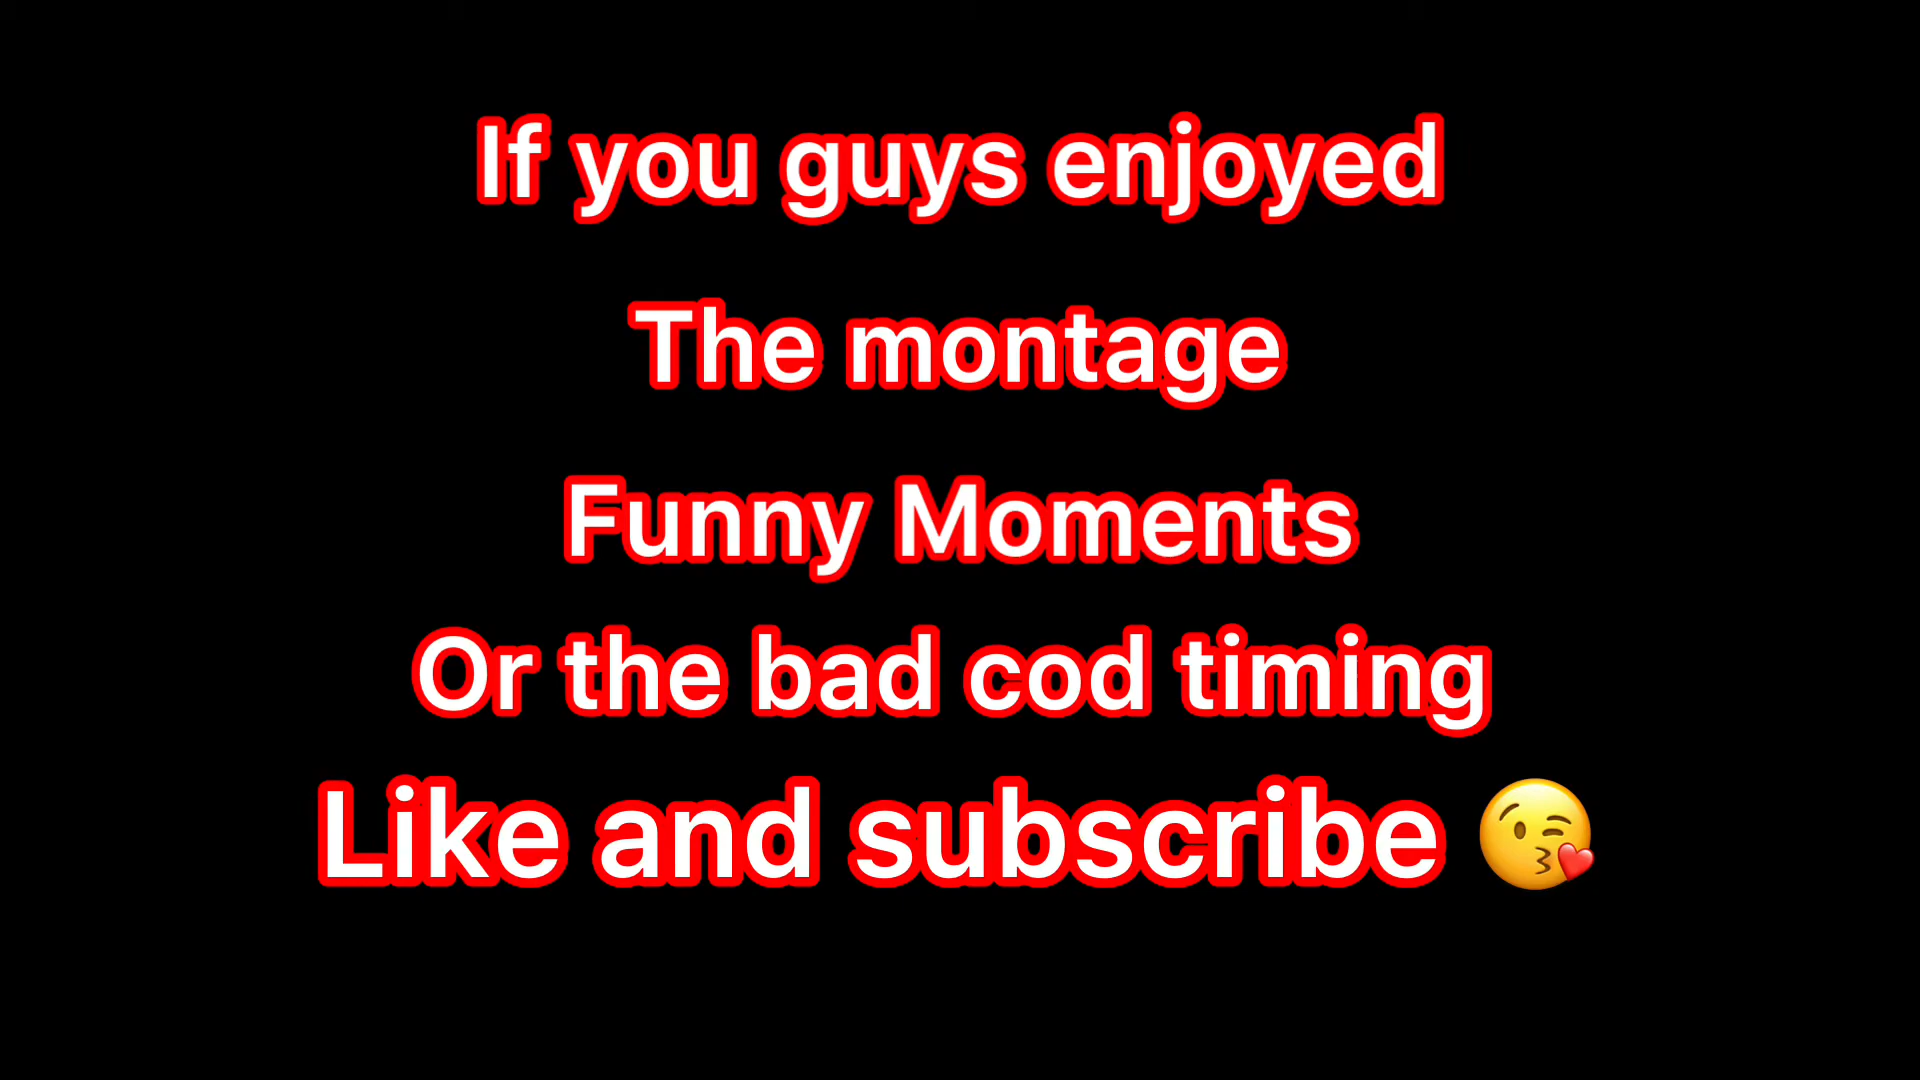 If you guys enjoyed
The montage
Funny Moments
Or the bad cod timing
Like and subscribe 😘